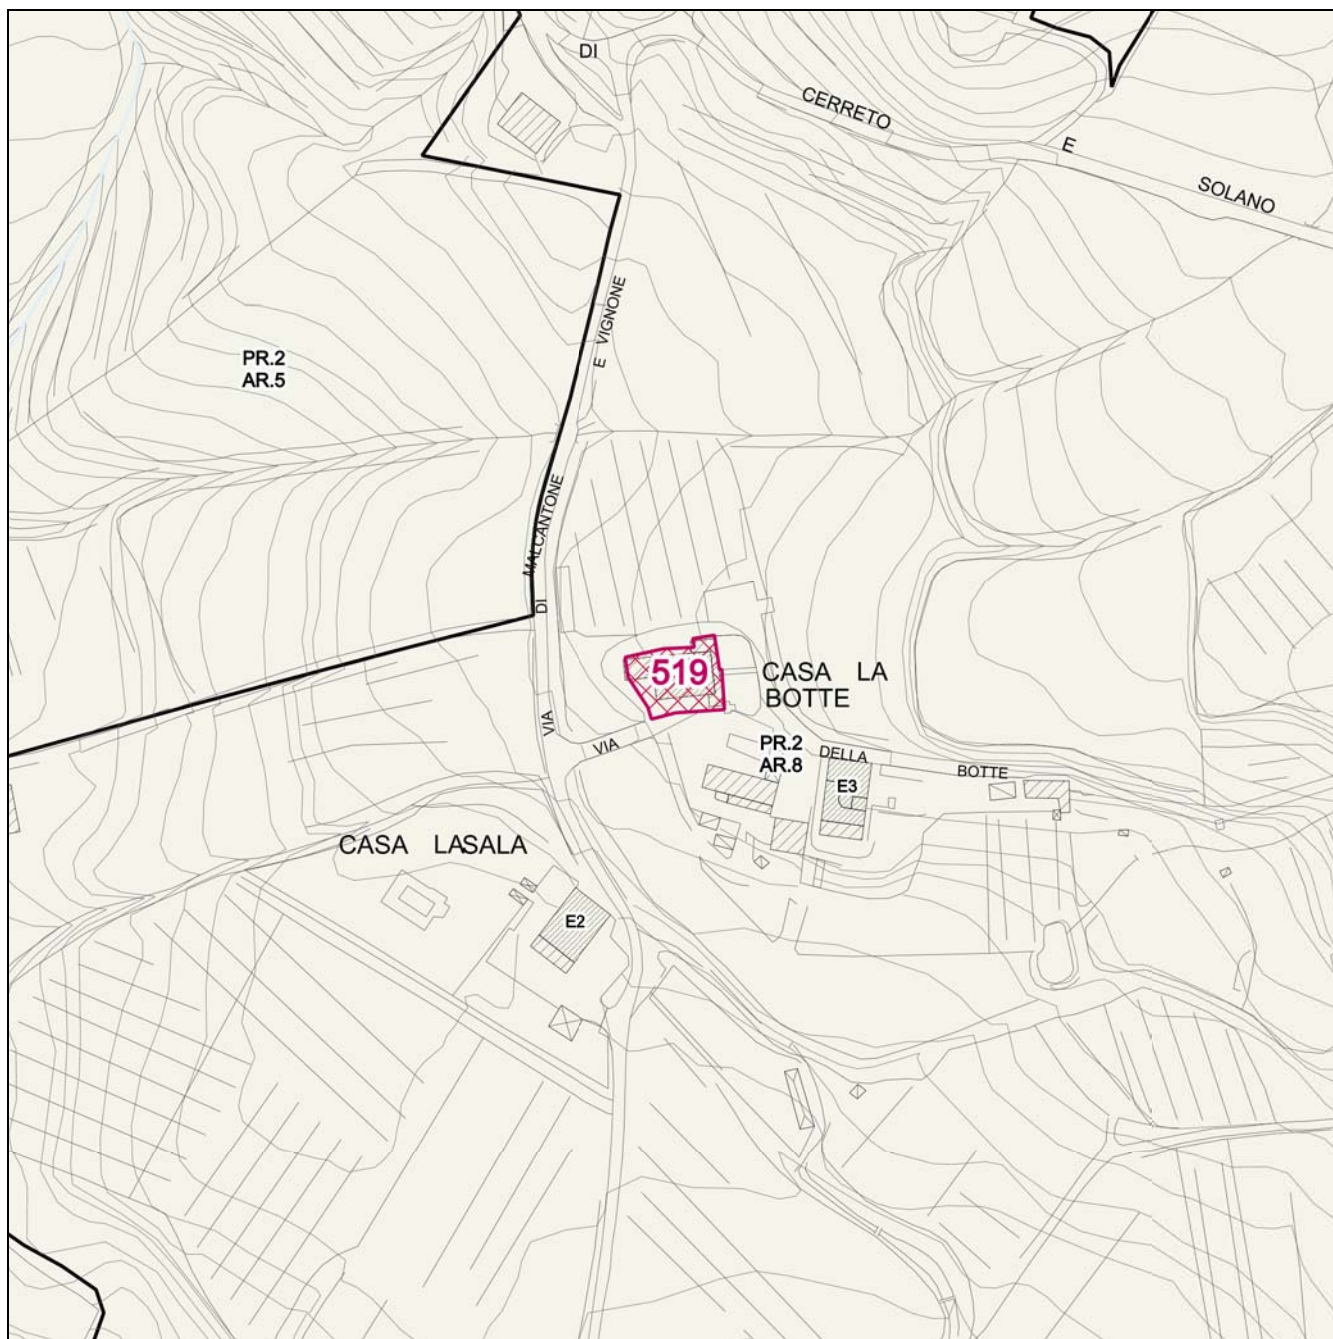 DI
CERRETO
E
SOLANO
E VIGNONE
PR.2
AR.5
MALCANTONE
DI
VIA
519
CASA LA
BOTTE
VIA
PR.2
AR.8
DELLA
BOTTE
E3
CASA LASALA
E2